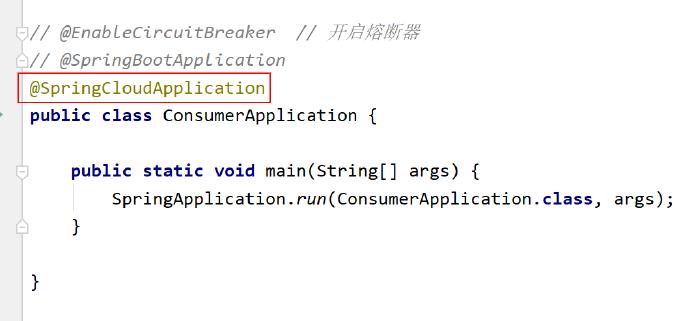 // @EnableCircuitBreaker  // 开启熔断器
// @SpringBootApplication
@SpringCloudApplication
public class ConsumerApplication {
public static void main(String[] args) {
SpringApplication.run(ConsumerApplication.class, args);
}
}